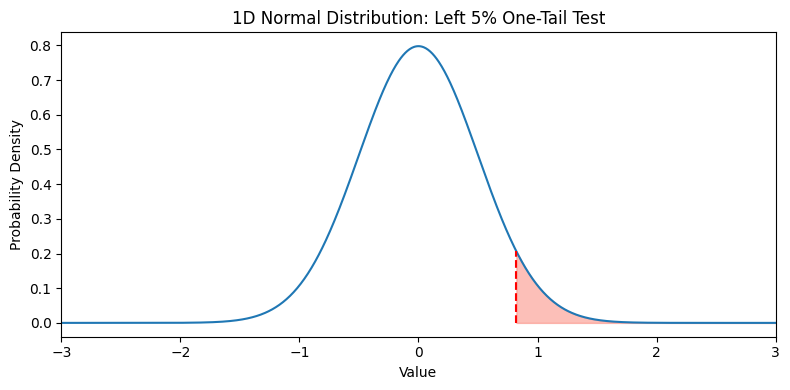 1D Normal Distribution: Left 5% One-Tail Test
Probability Density
0.8
0.7
0.6
0.5
0.4
0.3
0.2
0.1
0.0
−3 −2 −1 0 1 2 3
Value